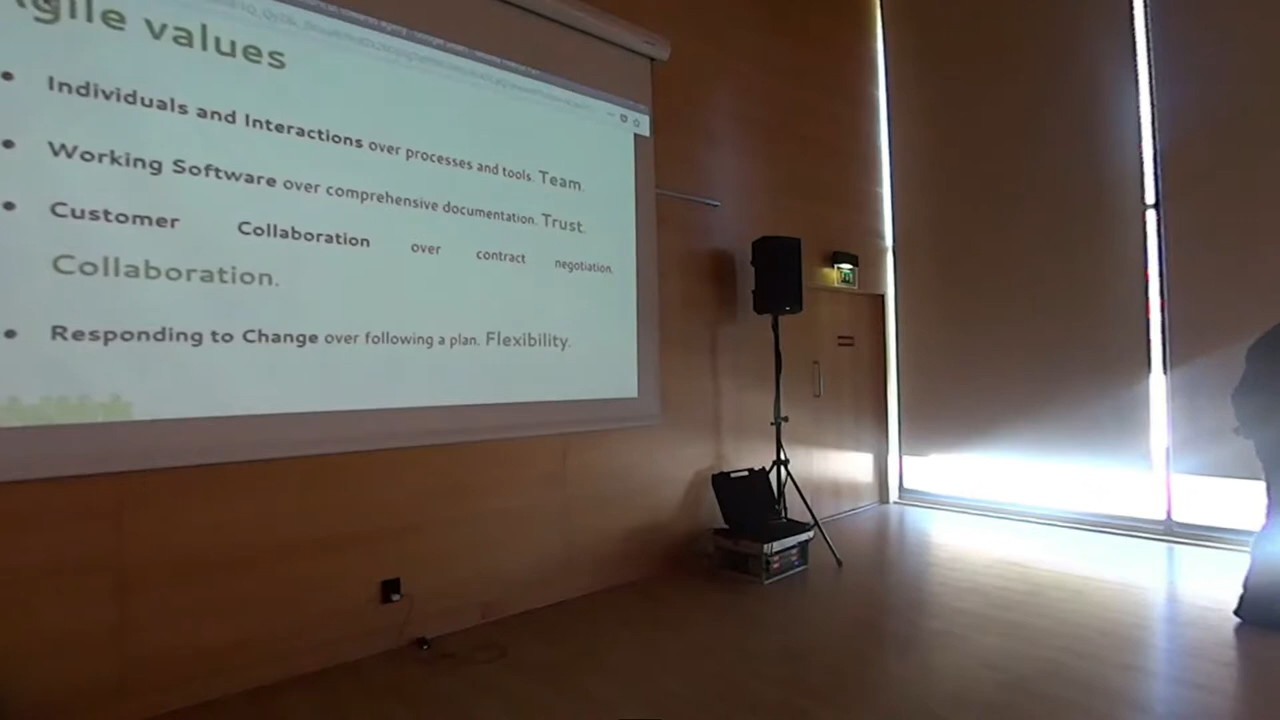 Agile values
• Individuals and Interactions over processes and tools. Team.
• Working Software over comprehensive documentation. Trust.
• Customer Collaboration over contract negotiation.
Collaboration.
• Responding to Change over following a plan. Flexibility.